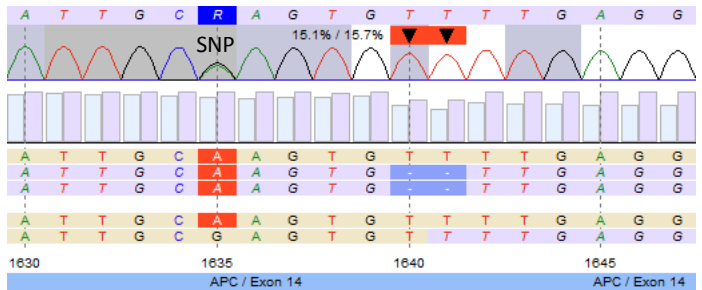 A T T G C R A G T G T T T T G A G G
SNP
15.1% / 15.7%
A T T G C A A G T G T T T T G A G G
A T T G C A A G T G - - T T G A G G
A T T G C A A G T G - - T T G A G G
A T T G C A A G T G T T T T G A G G
A T T G C G A G T G T T T T G A G G
1630 1635 1640 1645
APC / Exon 14 APC / Exon 14